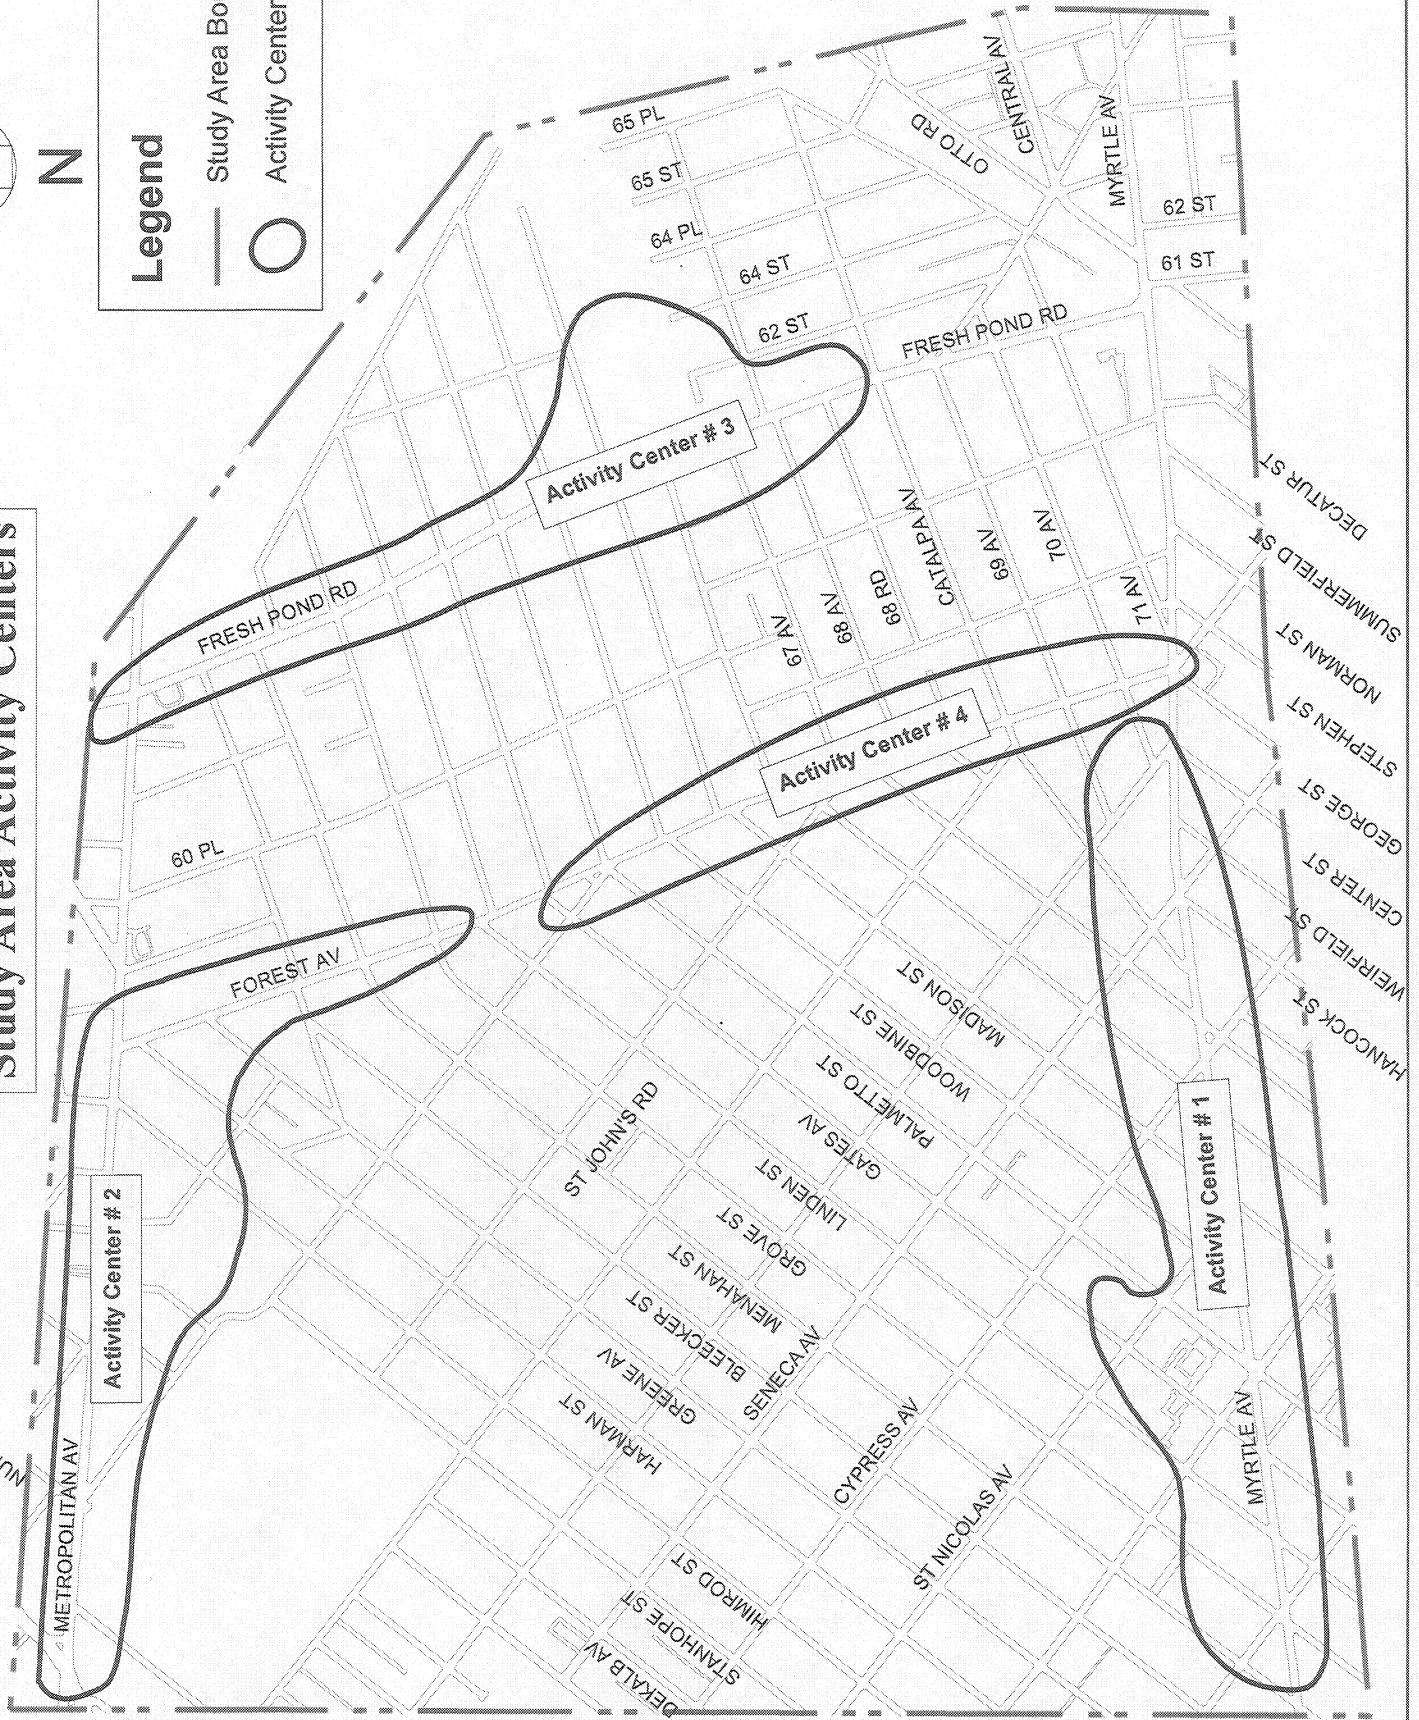 Study Area Activity Centers
N
Legend
Study Area Bo
Activity Center
65 PL
65 ST
64 PL
64 ST
62 ST
OTTO RD
CENTRAL AV
MYRTLE AV
62 ST
61 ST
FRESH POND RD
Activity Center # 3
FRESH POND RD
67 AV
68 AV
68 RD
CATALPA AV
69 AV
70 AV
71 AV
DECATUR ST
SUMMERFIELD ST
NORMAN ST
STEPHEN ST
GEORGE ST
CENTER ST
WEIRFIELD ST
HANCOCK ST
Activity Center # 4
60 PL
FOREST AV
Activity Center # 2
METROPOLITAN AV
ST JOHN'S RD
MADISON ST
WOODBINE ST
PALMETTO ST
GATES AV
LINDEN ST
GROVE ST
MENAHAN ST
BLEECKER ST
GREENE AV
HARMAN ST
SENECA AV
CYPRESS AV
ST NICOLAS AV
HIMROD ST
STANHOPE ST
DEKALB AV
Activity Center # 1
MYRTLE AV